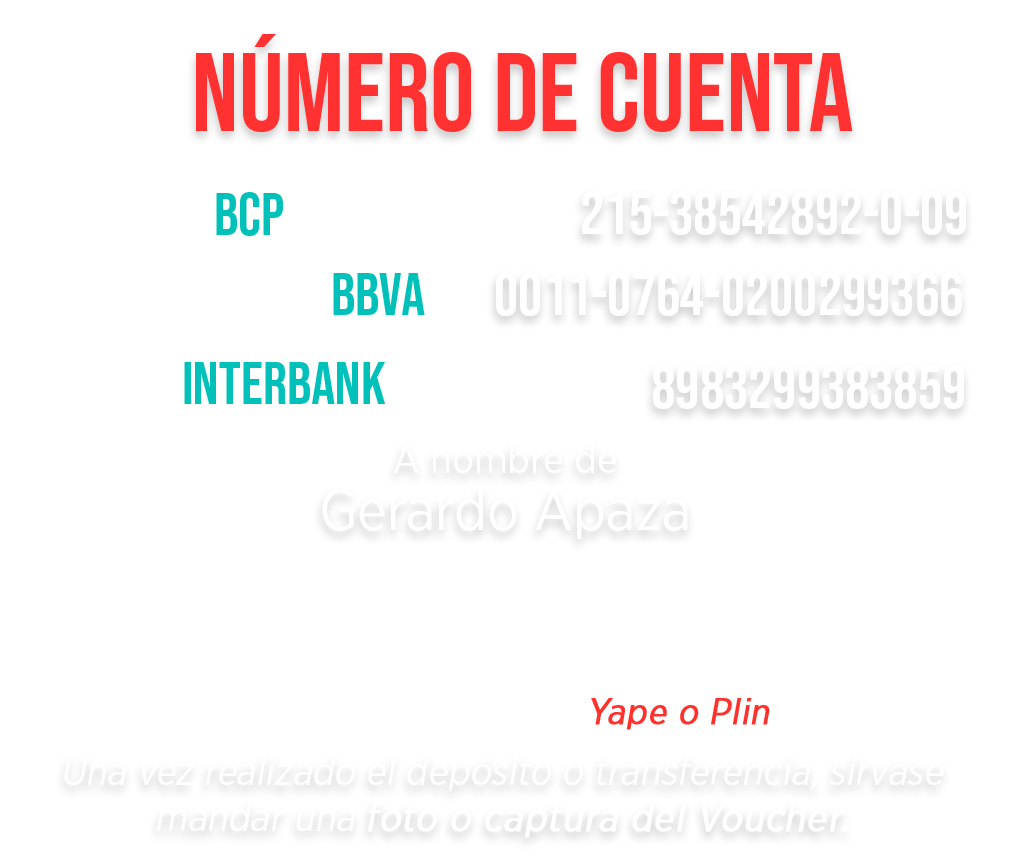 NÚMERO DE CUENTA
BCP 215-38542892-0-09
BBVA 0011-0764-0200299366
INTERBANK 8983299383859
A nombre de
Gerardo Apaza
Yape o Plin
Una vez realizado el depósito o transferencia, sírvase
mandar una foto o captura del Voucher.